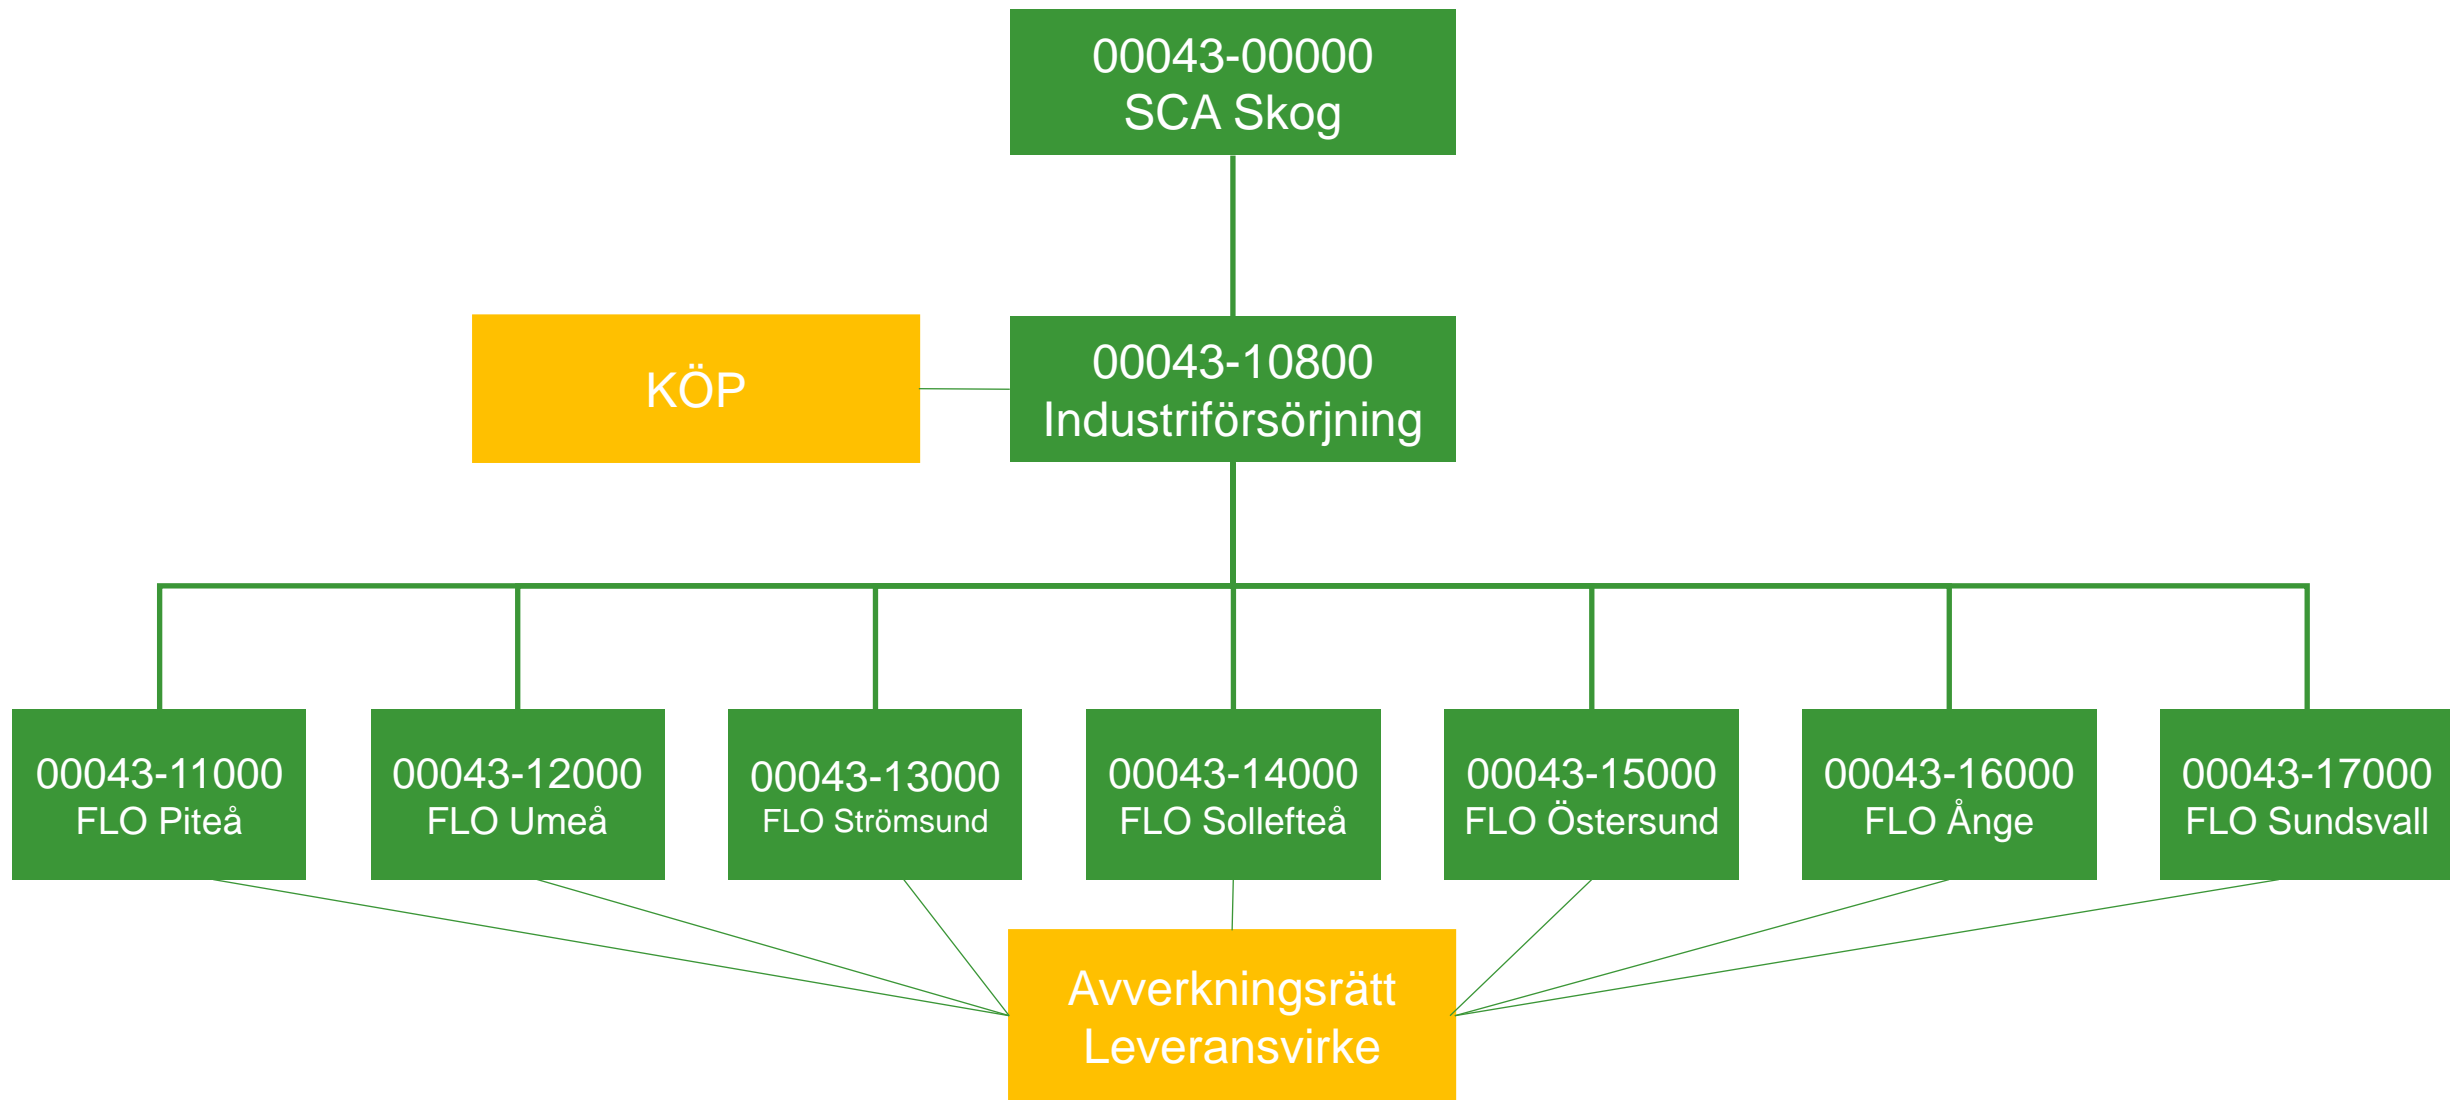 00043-00000
SCA Skog
KÖP
00043-10800
Industriförsörjning
00043-11000
FLO Piteå
00043-12000
FLO Umeå
00043-13000
FLO Strömsund
00043-14000
FLO Sollefteå
00043-15000
FLO Östersund
00043-16000
FLO Ånge
00043-17000
FLO Sundsvall
Avverkningsrätt
Leveransvirke